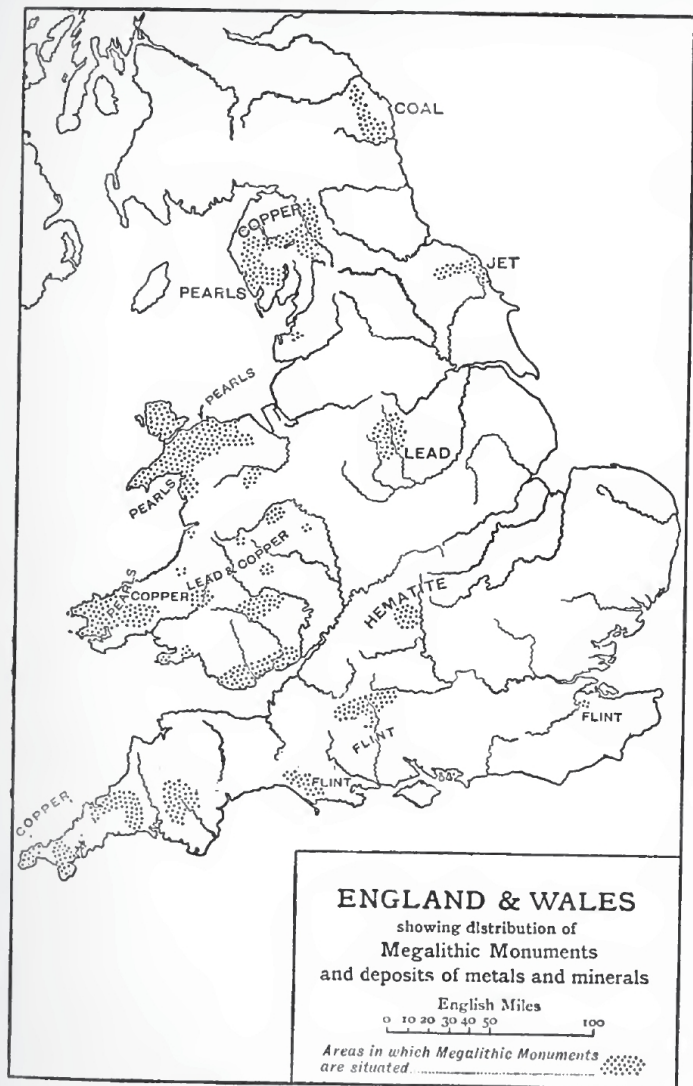 COAL
COPPER
JET
PEARLS
PEARLS
LEAD
PEARLS
LEAD & COPPER
PEARLS
COPPER
HEMATITE
FLINT
FLINT
FLINT
COPPER
ENGLAND & WALES
showing distribution of
Megalithic Monuments
and deposits of metals and minerals
English Miles
0 10 20 30 40 50 100
Areas in which Megalithic Monuments
are situated